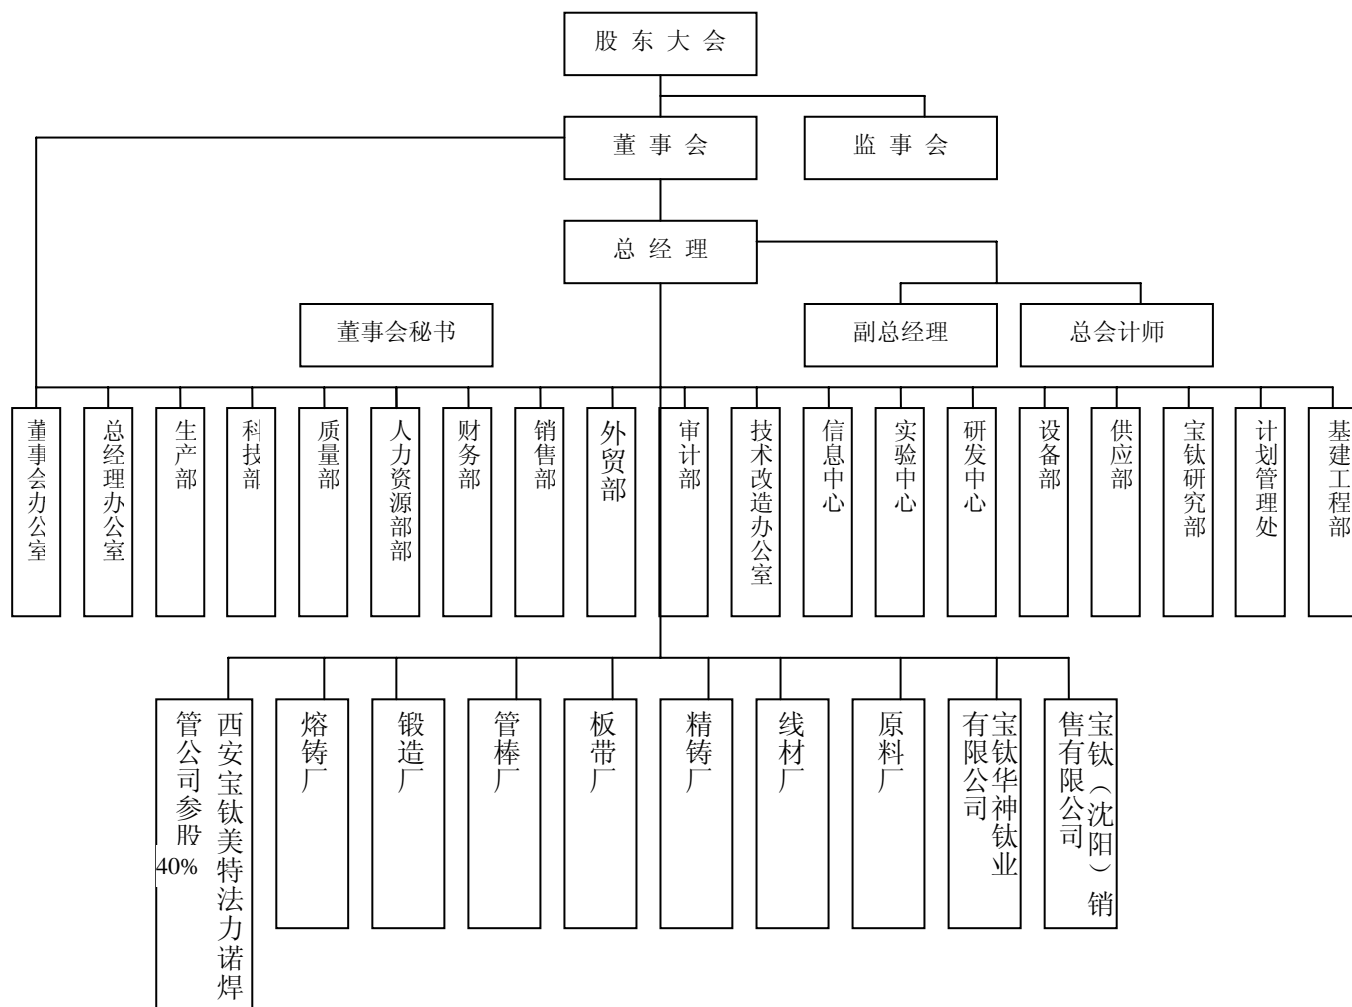 股东大会
董事会
监事会
总经理
董事会秘书
副总经理
总会计师
董事会办公室
总经理办公室
生产部
科技部
质量部
人力资源部部
财务部
销售部
外贸部
审计部
技术改造办公室
信息中心
实验中心
研发中心
设备部
供应部
宝钛研究部
计划管理处
基建工程部
西安宝钛美特法力诺焊
管公司参股
40%
熔铸厂
锻造厂
管棒厂
板带厂
精铸厂
线材厂
原料厂
宝钛华神钛业
有限公司
宝钛（沈阳）销
售有限公司